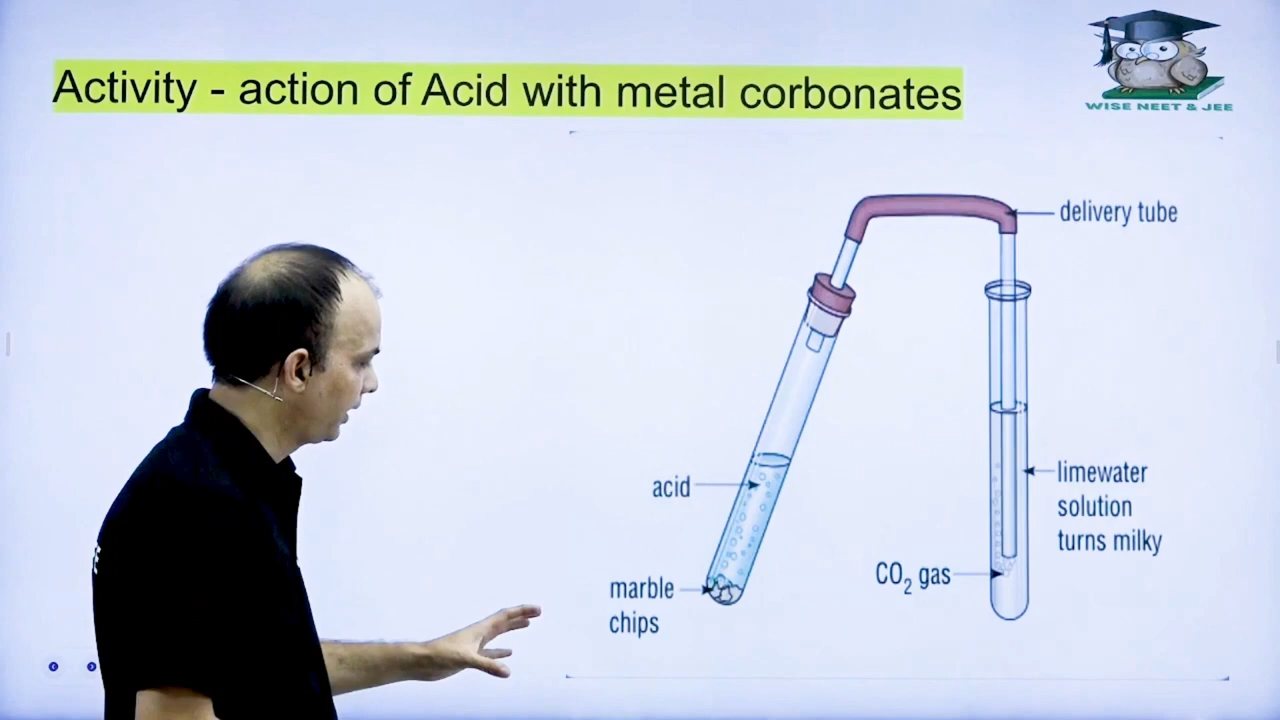 Activity - action of Acid with metal corbonates
WISE NEET & JEE
delivery tube
acid
limewater
solution
turns milky
CO₂ gas
marble
chips